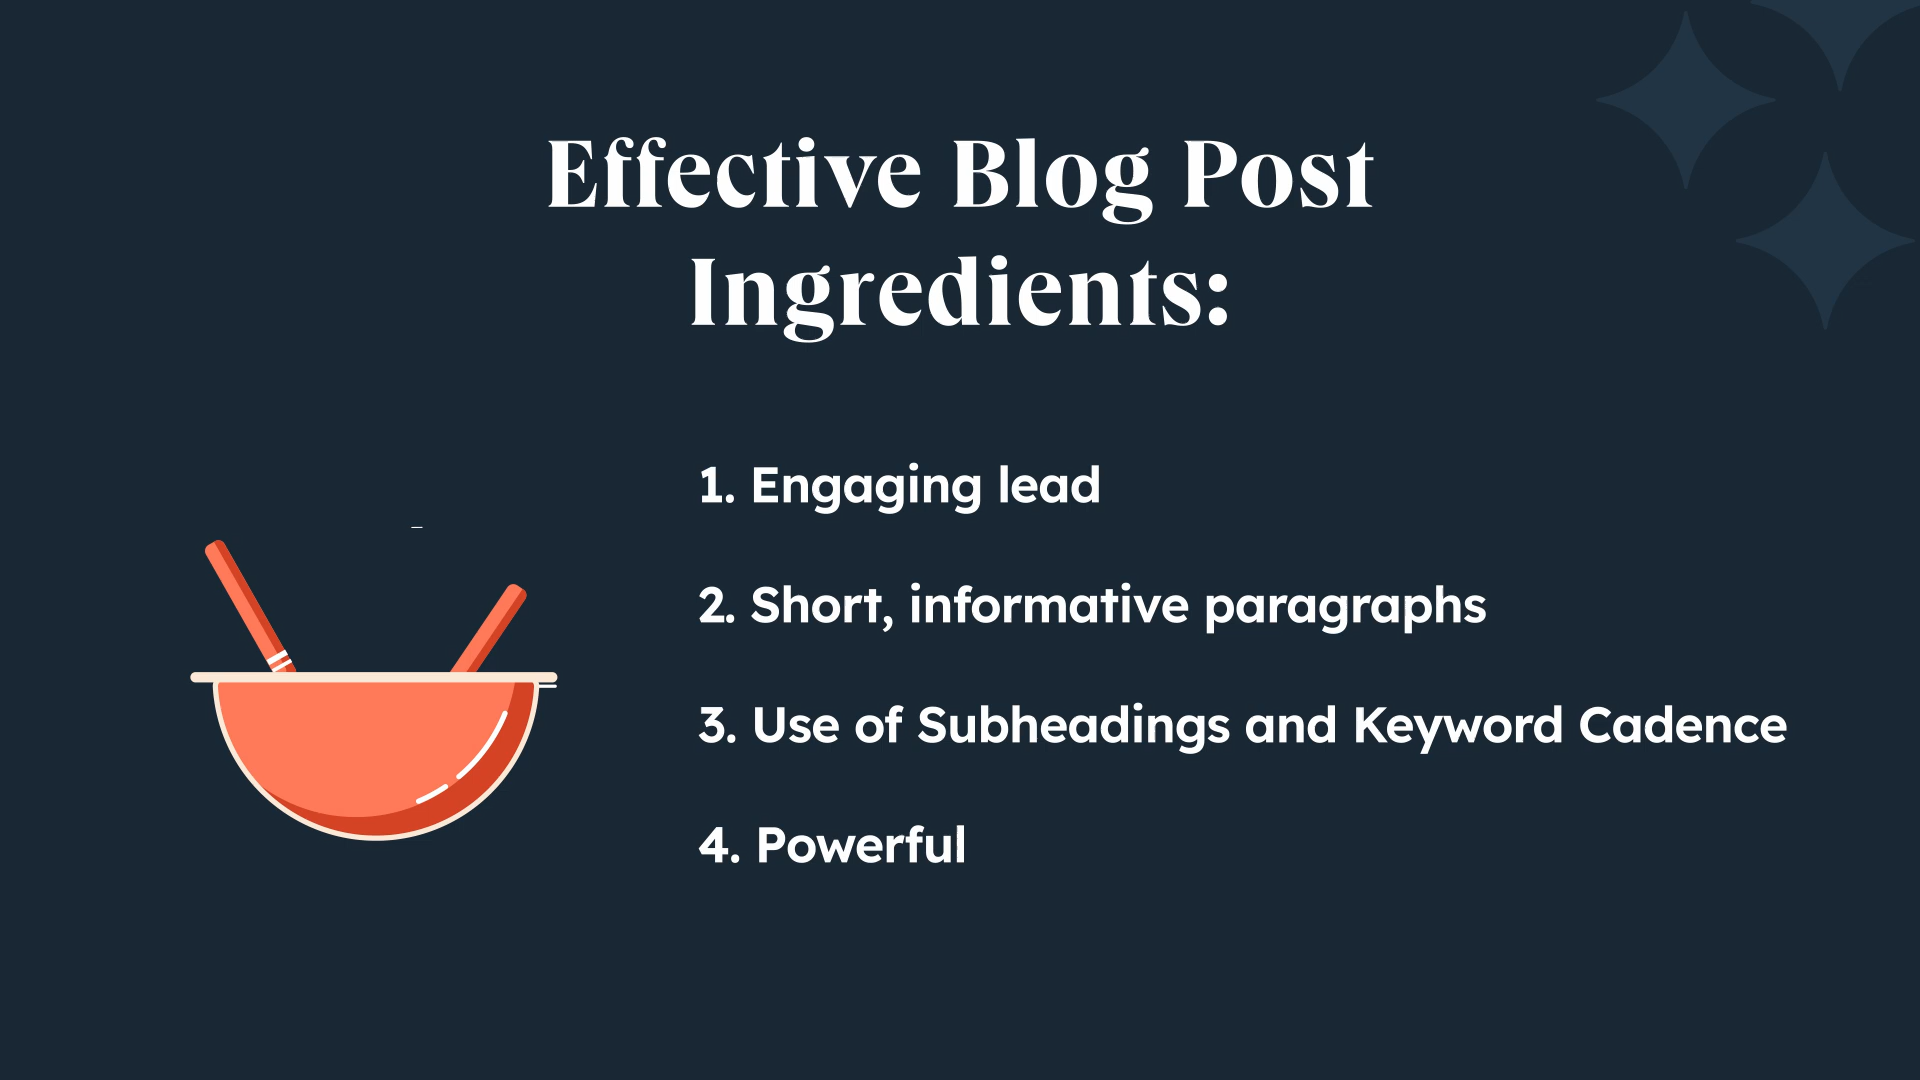 Effective Blog Post
Ingredients:
1. Engaging lead
2. Short, informative paragraphs
3. Use of Subheadings and Keyword Cadence
4. Powerful